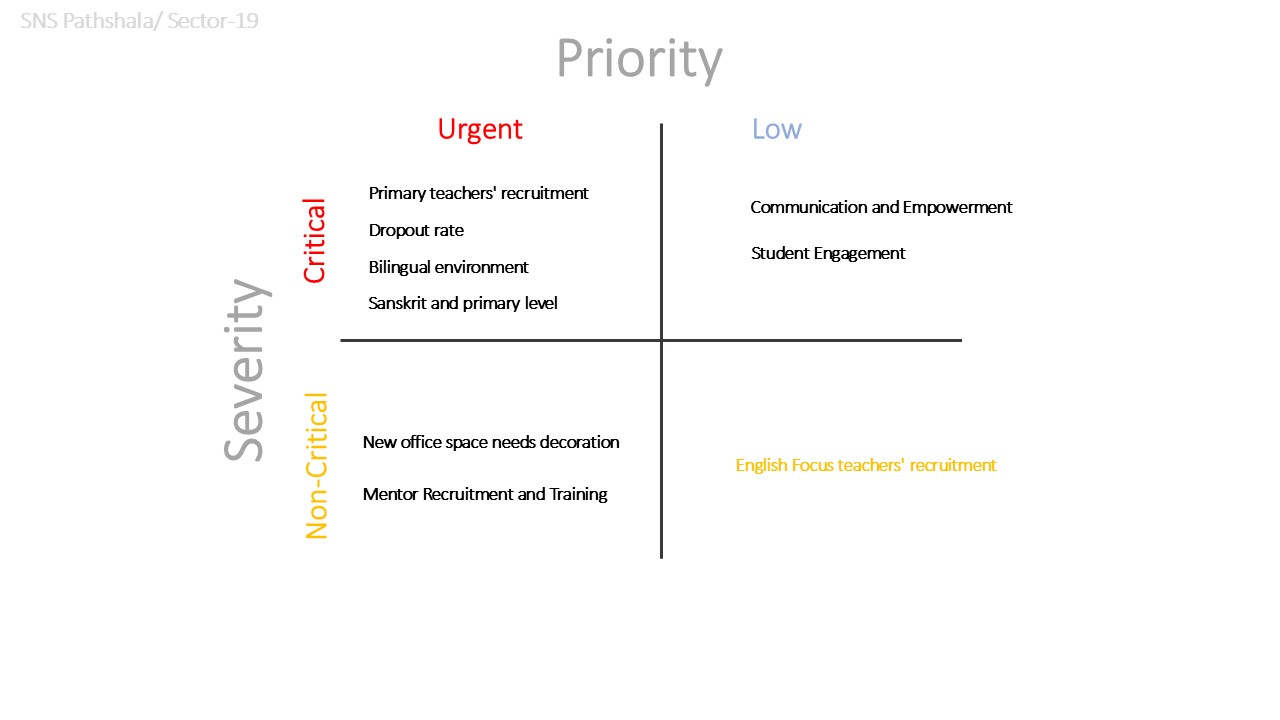 SNS Pathshala/ Sector-19
Priority
Urgent
Low
Severity
Critical
Primary teachers' recruitment
Dropout rate
Bilingual environment
Sanskrit and primary level
Communication and Empowerment
Student Engagement
Non-Critical
New office space needs decoration
Mentor Recruitment and Training
English Focus teachers' recruitment